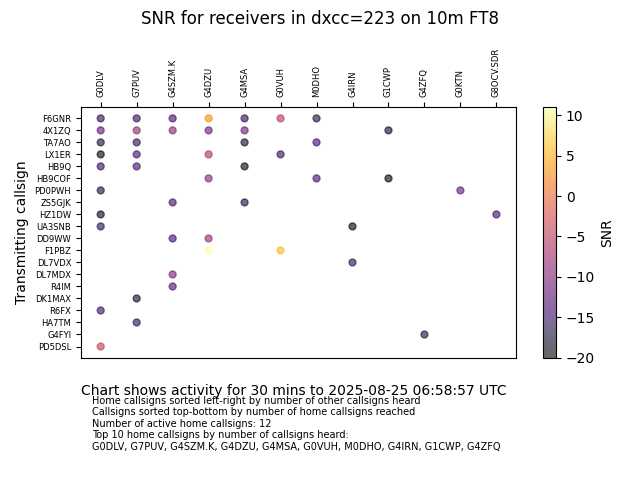 SNR for receivers in dxcc=223 on 10m FT8
G0DLV G7PUV G4SZM.K G4DZU G4MSA G0VUH M0DHO G4IRN G1CWP G4ZFQ G0KTN G8OCV.SDR
Transmitting callsign
F6GNR
4X1ZQ
TA7AO
LX1ER
HB9Q
HB9COF
PD0PWH
ZS5GJK
HZ1DW
UA3SNB
DD9WW
F1PBZ
DL7VDX
DL7MDX
R4IM
DK1MAX
R6FX
HA7TM
G4FYI
PD5DSL
10
5
0
−5
−10
−15
−20
SNR
Chart shows activity for 30 mins to 2025-08-25 06:58:57 UTC
Home callsigns sorted left-right by number of other callsigns heard
Callsigns sorted top-bottom by number of home callsigns reached
Number of active home callsigns: 12
Top 10 home callsigns by number of callsigns heard:
G0DLV, G7PUV, G4SZM.K, G4DZU, G4MSA, G0VUH, M0DHO, G4IRN, G1CWP, G4ZFQ